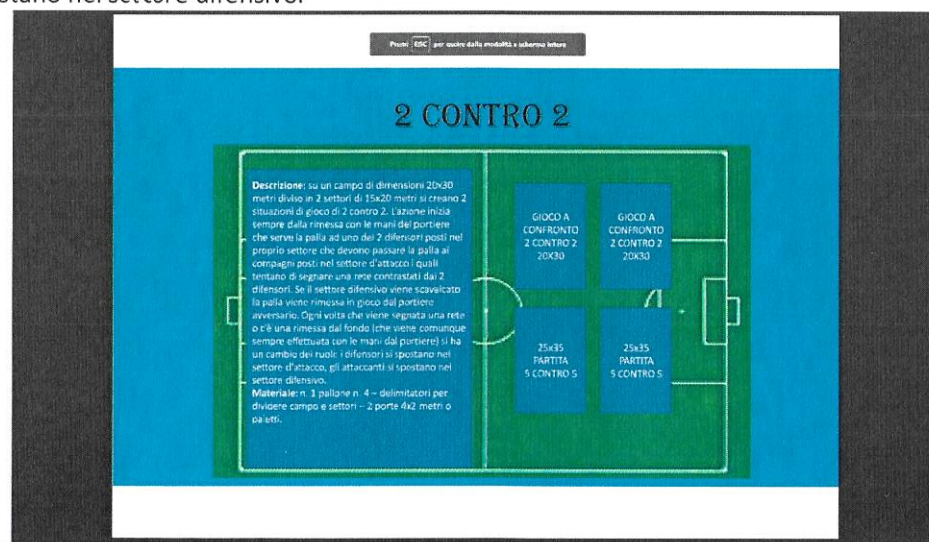 stano nel settore difensivo.
Premi ESC per uscire dalla modalità a schermo intero
2 CONTRO 2
Descrizione: su un campo di dimensioni 20x30
metri diviso in 2 settori di 15x20 metri si creano 2
situazioni di gioco di 2 contro 2. L'azione inizia
sempre dalla rimessa con le mani del portiere
che serve la palla ad uno dei 2 difensori posti nel
proprio settore che devono passare la palla ai
compagni posti nel settore d'attacco i quali
tentano di segnare una rete contrastati dai 2
difensori. Se il settore difensivo viene scavalcato
la palla viene rimessa in gioco dal portiere
avversario. Ogni volta che viene segnata una rete
o c'è una rimessa dal fondo (che viene comunque
sempre effettuata con le mani dal portiere) si ha
un cambio dei ruoli: i difensori si spostano nel
settore d'attacco, gli attaccanti si spostano nel
settore difensivo.
Materiale: n. 1 pallone n. 4 – delimitatori per
dividere campo e settori – 2 porte 4x2 metri o
paletti.
GIOCO A
CONFRONTO
2 CONTRO 2
20X30
GIOCO A
CONFRONTO
2 CONTRO 2
20X30
25x35
PARTITA
5 CONTRO 5
25x35
PARTITA
5 CONTRO 5